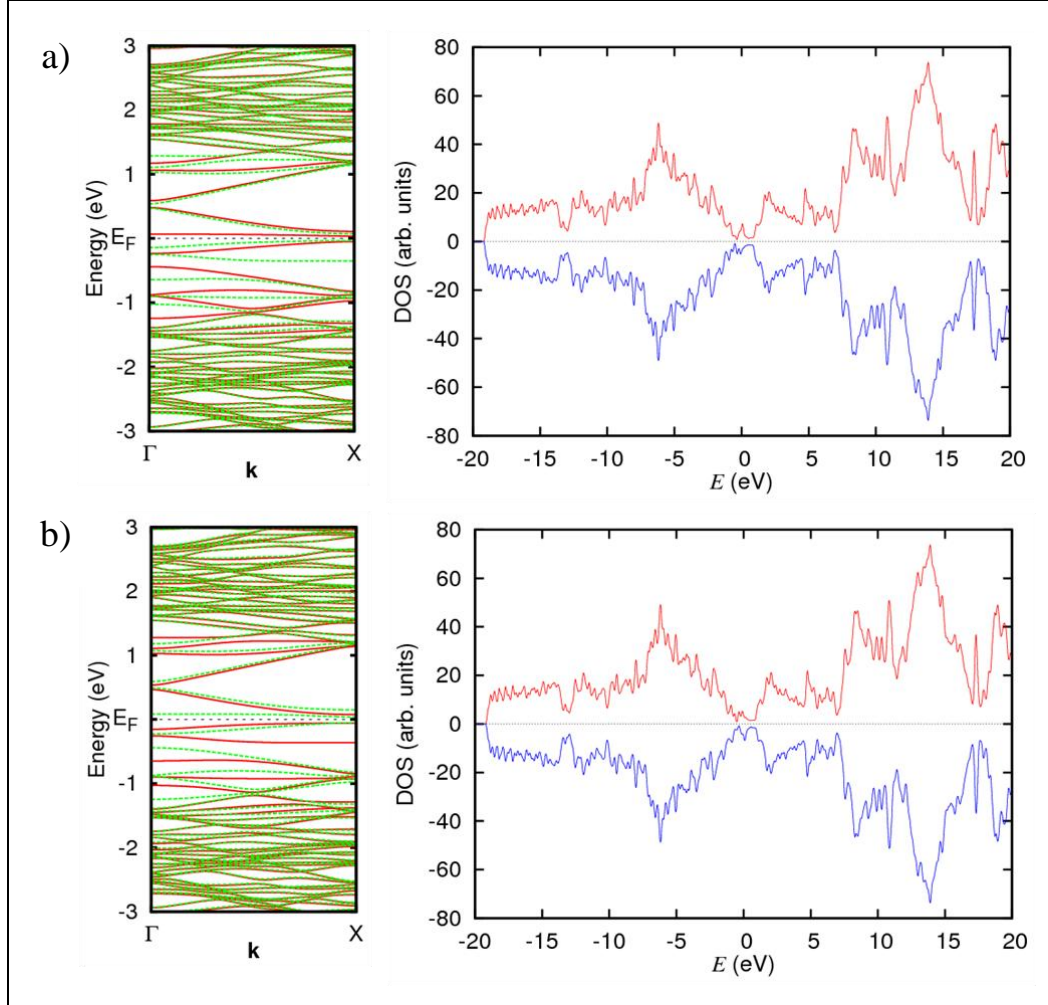 a)
Energy (eV)
3
2
1
E_F
-1
-2
-3
Γ
X
k
DOS (arb. units)
80
60
40
20
0
-20
-40
-60
-80
-20 -15 -10 -5 0 5 10 15 20
E (eV)
b)
Energy (eV)
3
2
1
E_F
-1
-2
-3
Γ
X
k
DOS (arb. units)
80
60
40
20
0
-20
-40
-60
-80
-20 -15 -10 -5 0 5 10 15 20
E (eV)